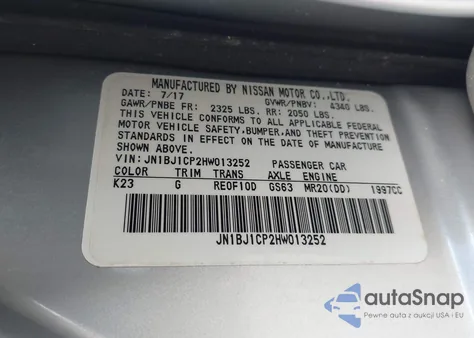 MANUFACTURED BY NISSAN MOTOR CO.,LTD.
DATE: 7/17 GVWR/PNBV: 4340 LBS.
GAWR/PNBE FR: 2325 LBS. RR: 2050 LBS.
THIS VEHICLE CONFORMS TO ALL APPLICABLE FEDERAL
MOTOR VEHICLE SAFETY, BUMPER, AND THEFT PREVENTION
STANDARDS IN EFFECT ON THE DATE OF MANUFACTURE
SHOWN ABOVE.
VIN: JN1BJ1CP2HW013252 PASSENGER CAR
COLOR TRIM TRANS AXLE ENGINE
K23 G RE0F10D GS63 MR20(DD) 1997CC
JN1BJ1CP2HW013252
autoSnap
Pewne auta z aukcji USA i EU